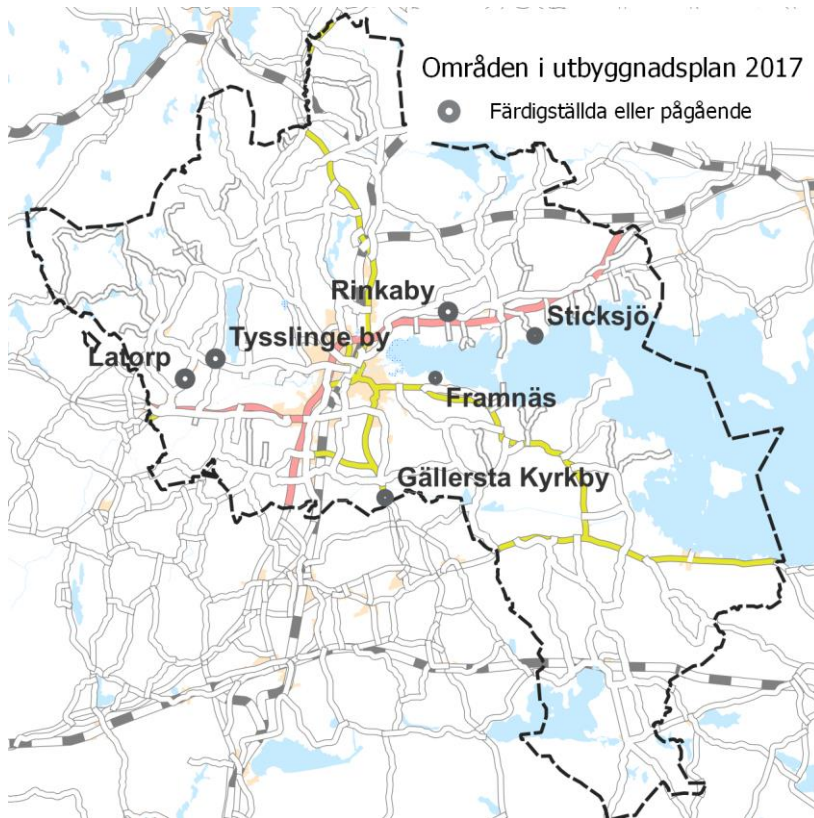 Områden i utbyggnadsplan 2017
Färdigställda eller pågående
Rinkaby
Sticksjö
Tysslinge by
Latorp
Framnäs
Gällersta Kyrkby